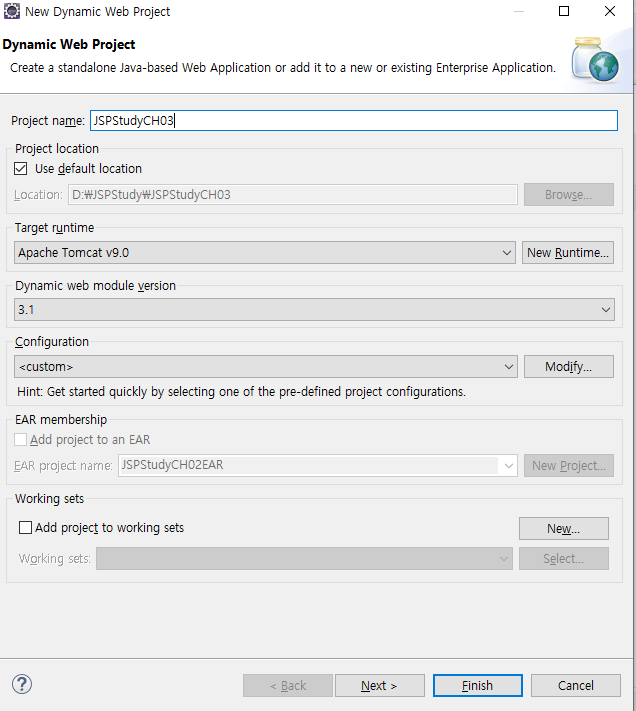 New Dynamic Web Project
Dynamic Web Project
Create a standalone Java-based Web Application or add it to a new or existing Enterprise Application.
Project name: JSPStudyCH03
Project location
Use default location
Location: D:₩JSPStudy₩JSPStudyCH03 Browse...
Target runtime
Apache Tomcat v9.0 New Runtime...
Dynamic web module version
3.1
Configuration
<custom> Modify...
Hint: Get started quickly by selecting one of the pre-defined project configurations.
EAR membership
Add project to an EAR
EAR project name: JSPStudyCH02EAR New Project...
Working sets
Add project to working sets New...
Working sets: Select...
? < Back Next > Finish Cancel